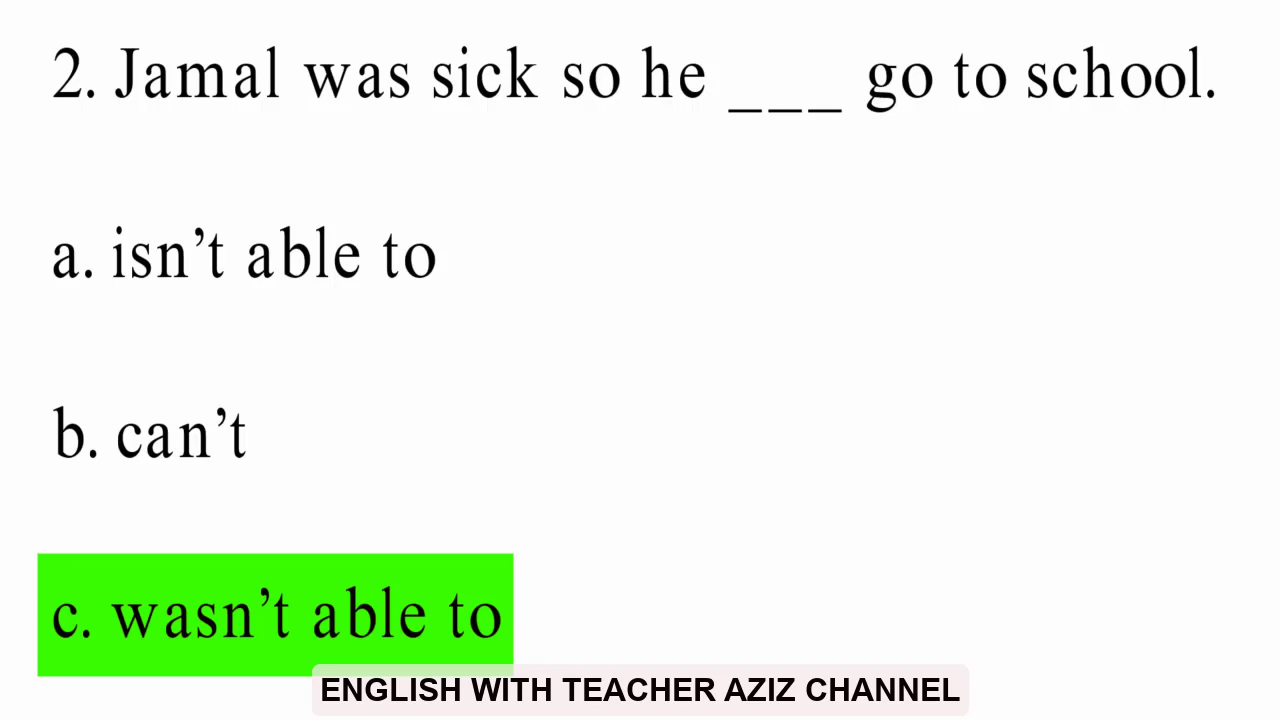 2. Jamal was sick so he _ _ _ go to school.
a. isn’t able to
b. can’t
c. wasn’t able to
ENGLISH WITH TEACHER AZIZ CHANNEL